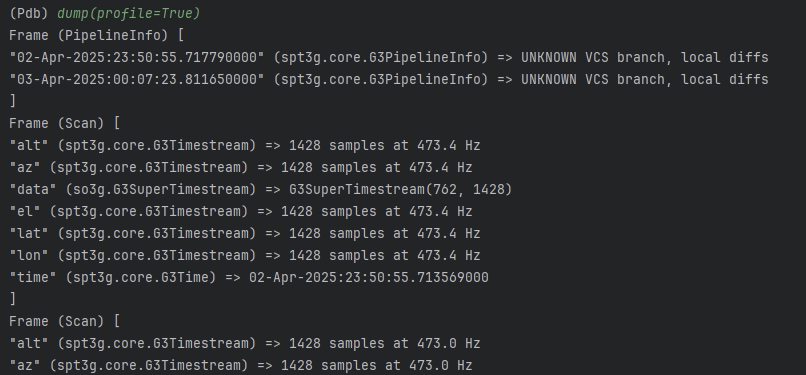 (Pdb) dump(profile=True)
Frame (PipelineInfo) [
"02-Apr-2025:23:50:55.717790000" (spt3g.core.G3PipelineInfo) => UNKNOWN VCS branch, local diffs
"03-Apr-2025:00:07:23.811650000" (spt3g.core.G3PipelineInfo) => UNKNOWN VCS branch, local diffs
]
Frame (Scan) [
"alt" (spt3g.core.G3Timestream) => 1428 samples at 473.4 Hz
"az" (spt3g.core.G3Timestream) => 1428 samples at 473.4 Hz
"data" (so3g.G3SuperTimestream) => G3SuperTimestream(762, 1428)
"el" (spt3g.core.G3Timestream) => 1428 samples at 473.4 Hz
"lat" (spt3g.core.G3Timestream) => 1428 samples at 473.4 Hz
"lon" (spt3g.core.G3Timestream) => 1428 samples at 473.4 Hz
"time" (spt3g.core.G3Time) => 02-Apr-2025:23:50:55.713569000
]
Frame (Scan) [
"alt" (spt3g.core.G3Timestream) => 1428 samples at 473.0 Hz
"az" (spt3g.core.G3Timestream) => 1428 samples at 473.0 Hz